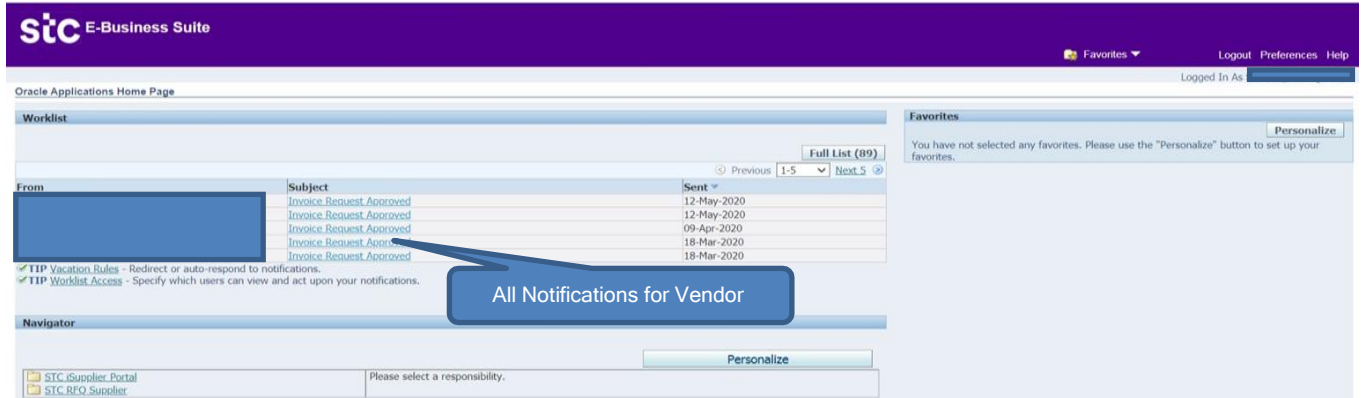 stc E-Business Suite
Favorites Logout Preferences Help
Logged In As
Oracle Applications Home Page
Worklist
Full List (89)
Previous 1-5 Next 5
From Subject Sent
Invoice Request Approved 12-May-2020
Invoice Request Approved 12-May-2020
Invoice Request Approved 09-Apr-2020
Invoice Request Approved 18-Mar-2020
Invoice Request Approved 18-Mar-2020
TIP Vacation Rules - Redirect or auto-respond to notifications.
TIP Worklist Access - Specify which users can view and act upon your notifications.
All Notifications for Vendor
Navigator
Personalize
STC iSupplier Portal
STC RFQ Supplier
Please select a responsibility.
Favorites
Personalize
You have not selected any favorites. Please use the "Personalize" button to set up your
favorites.